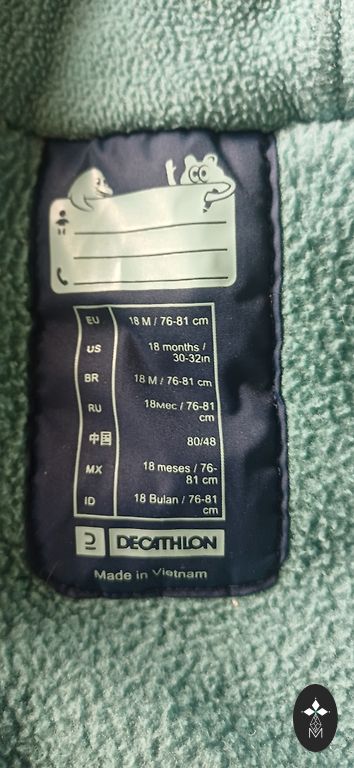 EU 18 M / 76-81 cm
US 18 months /
30-32in
BR 18 M / 76-81 cm
RU 18мес / 76-81
cm
中国 80/48
MX 18 meses / 76-
81 cm
ID 18 Bulan / 76-81
cm
DECATHLON
Made in Vietnam
M